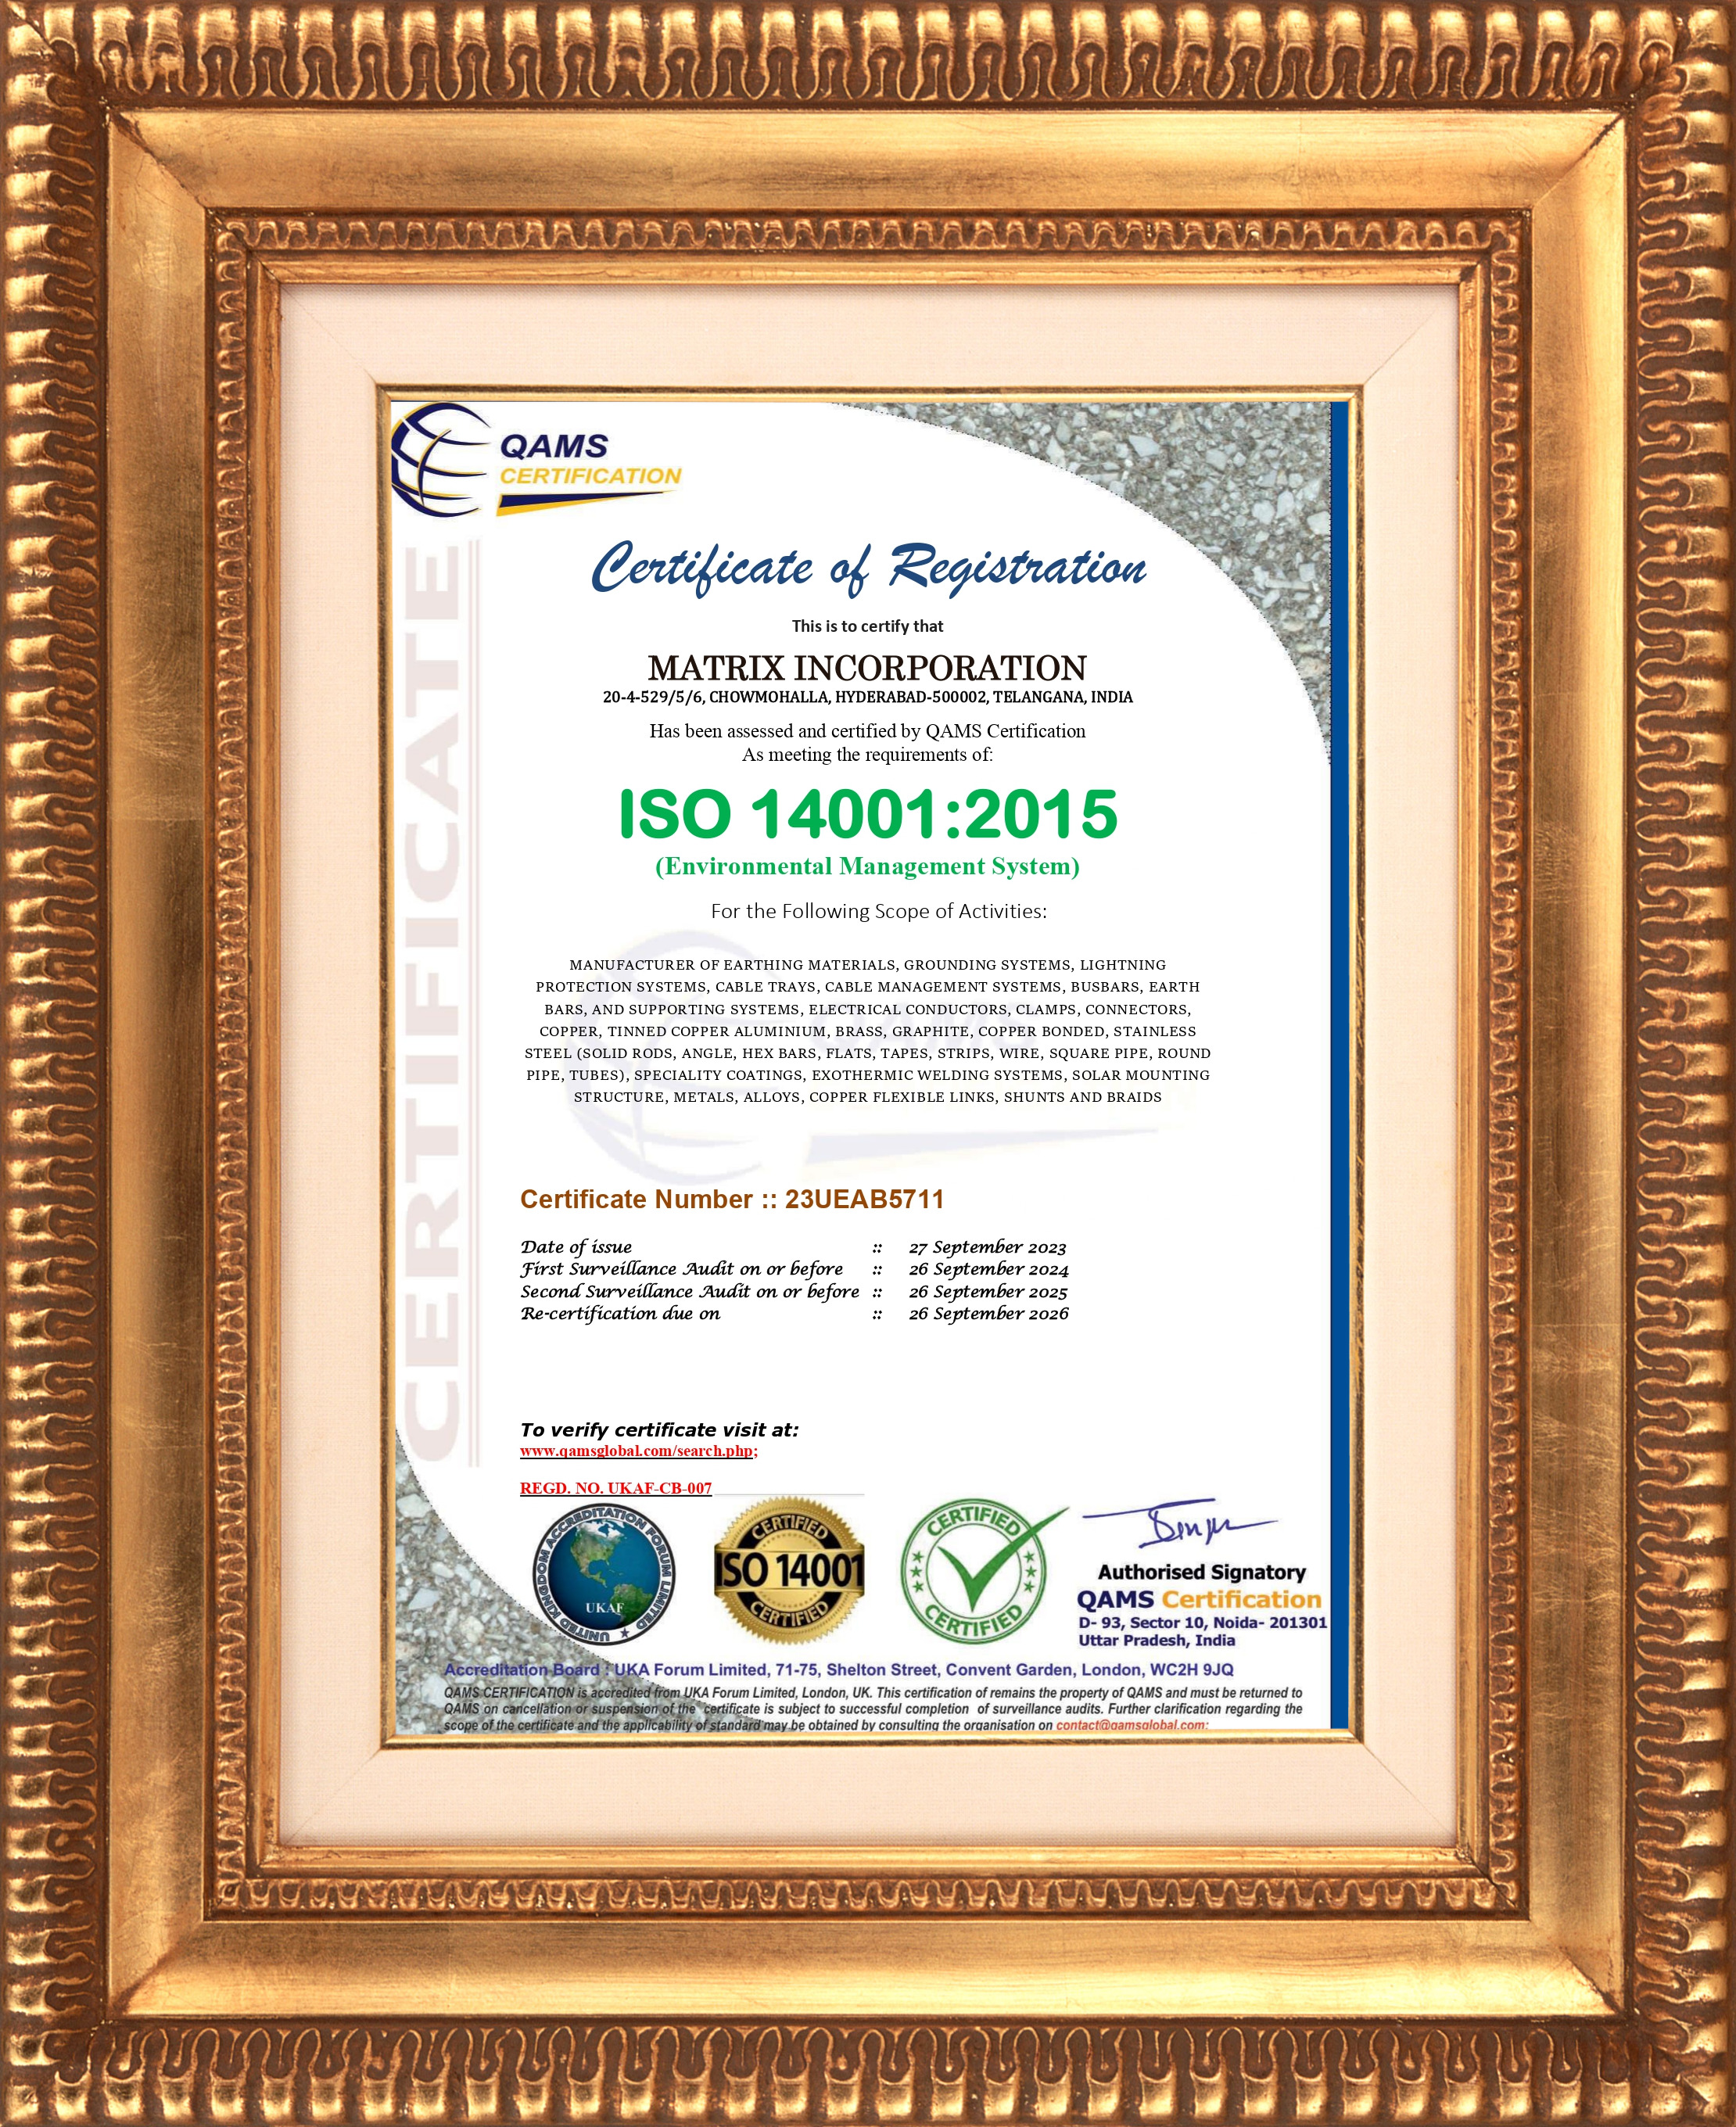 QAMS
CERTIFICATION
CERTIFICATE
Certificate of Registration
This is to certify that
MATRIX INCORPORATION
20-4-529/5/6, CHOWMOHALLA, HYDERABAD-500002, TELANGANA, INDIA
Has been assessed and certified by QAMS Certification
As meeting the requirements of:
ISO 14001:2015
(Environmental Management System)
For the Following Scope of Activities:
MANUFACTURER OF EARTHING MATERIALS, GROUNDING SYSTEMS, LIGHTNING
PROTECTION SYSTEMS, CABLE TRAYS, CABLE MANAGEMENT SYSTEMS, BUSBARS, EARTH
BARS, AND SUPPORTING SYSTEMS, ELECTRICAL CONDUCTORS, CLAMPS, CONNECTORS,
COPPER, TINNED COPPER ALUMINIUM, BRASS, GRAPHITE, COPPER BONDED, STAINLESS
STEEL (SOLID RODS, ANGLE, HEX BARS, FLATS, TAPES, STRIPS, WIRE, SQUARE PIPE, ROUND
PIPE, TUBES), SPECIALITY COATINGS, EXOTHERMIC WELDING SYSTEMS, SOLAR MOUNTING
STRUCTURE, METALS, ALLOYS, COPPER FLEXIBLE LINKS, SHUNTS AND BRAIDS
Certificate Number :: 23UEAB5711
Date of issue :: 27 September 2023
First Surveillance Audit on or before :: 26 September 2024
Second Surveillance Audit on or before :: 26 September 2025
Re-certification due on :: 26 September 2026
To verify certificate visit at:
www.qamsglobal.com/search.php;
REGD. NO. UKAF-CB-007
UNITED KINGDOM ACCREDITATION FORUM LIMITED
UKAF
CERTIFIED
ISO 14001
CERTIFIED
CERTIFIED
CERTIFIED
Authorised Signatory
QAMS Certification
D- 93, Sector 10, Noida- 201301
Uttar Pradesh, India
Accreditation Board : UKA Forum Limited, 71-75, Shelton Street, Convent Garden, London, WC2H 9JQ
QAMS CERTIFICATION is accredited from UKA Forum Limited, London, UK. This certification of remains the property of QAMS and must be returned to
QAMS on cancellation or suspension of the certificate is subject to successful completion of surveillance audits. Further clarification regarding the
scope of the certificate and the applicability of standard may be obtained by consulting the organisation on contact@qamsglobal.com;